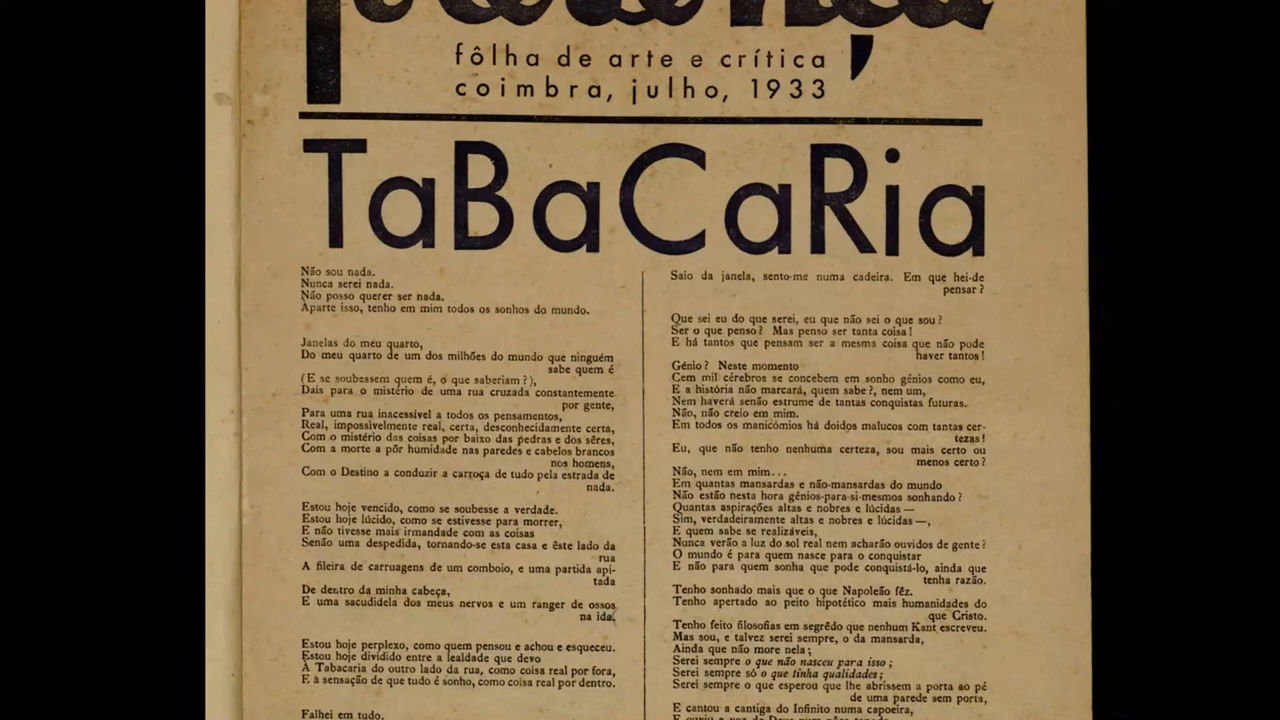 presença
fôlha de arte e crítica
coimbra, julho, 1933
TaBaCaRia
Não sou nada.
Nunca serei nada.
Não posso querer ser nada.
Àparte isso, tenho em mim todos os sonhos do mundo.
Janelas do meu quarto,
Do meu quarto de um dos milhões do mundo que ninguém
sabe quem é
(E se soubessem quem é, o que saberiam?),
Dais para o mistério de uma rua cruzada constantemente
por gente,
Para uma rua inacessível a todos os pensamentos,
Real, impossìvelmente real, certa, desconhecidamente certa,
Com o mistério das coisas por baixo das pedras e dos sêres,
Com a morte a pôr humidade nas paredes e cabelos brancos
nos homens,
Com o Destino a conduzir a carroça de tudo pela estrada de
nada.
Estou hoje vencido, como se soubesse a verdade.
Estou hoje lúcido, como se estivesse para morrer,
E não tivesse mais irmandade com as coisas
Senão uma despedida, tornando-se esta casa e êste lado da
rua
A fileira de carruagens de um comboio, e uma partida api-
tada
De dentro da minha cabeça,
E uma sacudidela dos meus nervos e um ranger de ossos
na ida.
Estou hoje perplexo, como quem pensou e achou e esqueceu.
Estou hoje dividido entre a lealdade que devo
À Tabacaria do outro lado da rua, como coisa real por fora,
E à sensação de que tudo é sonho, como coisa real por dentro.
Falhei em tudo.
Saio da janela, sento-me numa cadeira. Em que hei-de
pensar?
Que sei eu do que serei, eu que não sei o que sou?
Ser o que penso? Mas penso ser tanta coisa!
E há tantos que pensam ser a mesma coisa que não pode
haver tantos!
Génio? Neste momento
Cem mil cérebros se concebem em sonho génios como eu,
E a história não marcará, quem sabe?, nem um,
Nem haverá senão estrume de tantas conquistas futuras.
Não, não creio em mim.
Em todos os manicómios há doidos malucos com tantas cer-
tezas!
Eu, que não tenho nenhuma certeza, sou mais certo ou
menos certo?
Não, nem em mim...
Em quantas mansardas e não-mansardas do mundo
Não estão nesta hora génios-para-si-mesmos sonhando?
Quantas aspirações altas e nobres e lúcidas —
Sim, verdadeiramente altas e nobres e lúcidas —,
E quem sabe se realizáveis,
Nunca verão a luz do sol real nem acharão ouvidos de gente?
O mundo é para quem nasce para o conquistar
E não para quem sonha que pode conquistá-lo, ainda que
tenha razão.
Tenho sonhado mais que o que Napoleão fêz.
Tenho apertado ao peito hipotético mais humanidades do
que Cristo.
Tenho feito filosofias em segrêdo que nenhum Kant escreveu.
Mas sou, e talvez serei sempre, o da mansarda,
Ainda que não more nela;
Serei sempre o que não nasceu para isso;
Serei sempre só o que tinha qualidades;
Serei sempre o que esperou que lhe abrissem a porta ao pé
de uma parede sem porta,
E cantou a cantiga do Infinito numa capoeira,